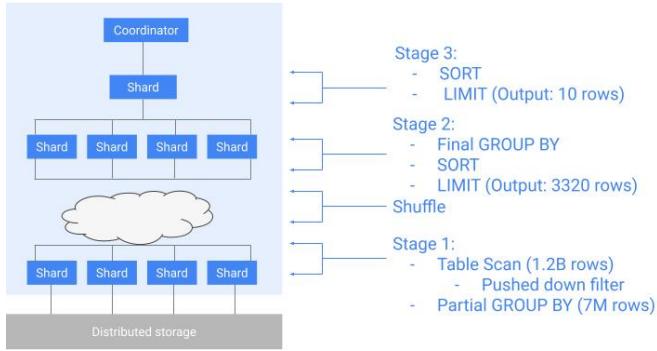 Coordinator
Shard
Shard Shard Shard Shard
Shard Shard Shard Shard
Distributed storage
Stage 3:
- SORT
- LIMIT (Output: 10 rows)
Stage 2:
- Final GROUP BY
- SORT
- LIMIT (Output: 3320 rows)
Shuffle
Stage 1:
- Table Scan (1.2B rows)
- Pushed down filter
- Partial GROUP BY (7M rows)